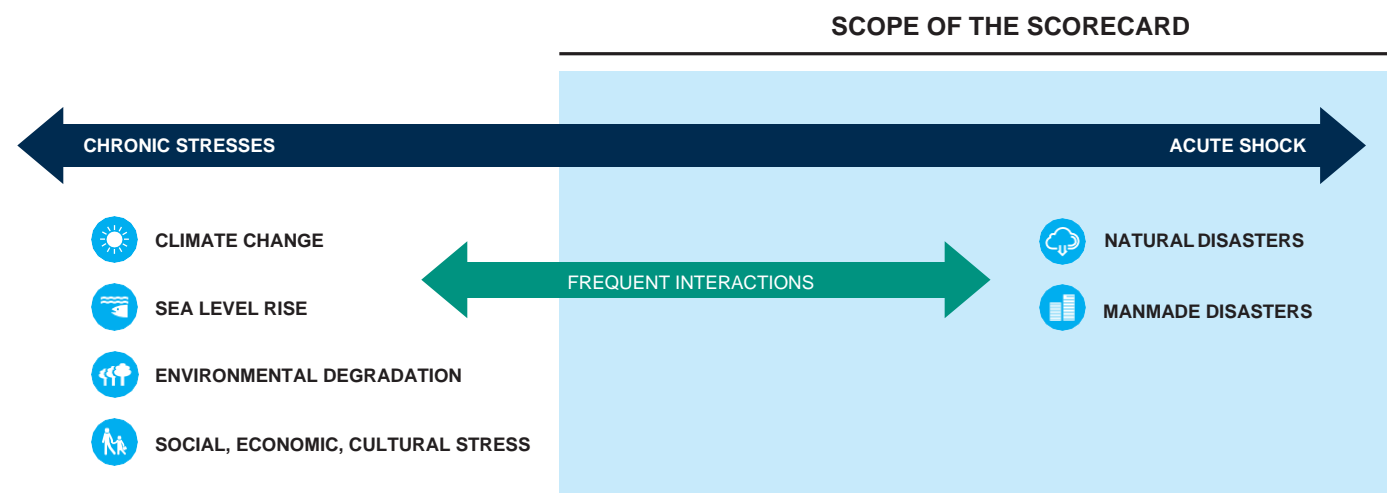 SCOPE OF THE SCORECARD
CHRONIC STRESSES
ACUTE SHOCK
CLIMATE CHANGE
SEA LEVEL RISE
ENVIRONMENTAL DEGRADATION
SOCIAL, ECONOMIC, CULTURAL STRESS
FREQUENT INTERACTIONS
NATURAL DISASTERS
MANMADE DISASTERS